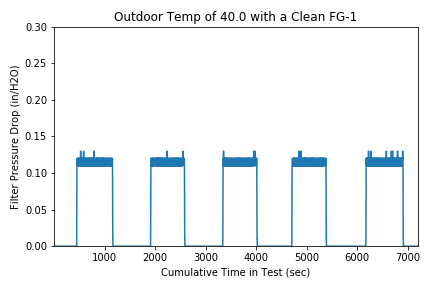 Outdoor Temp of 40.0 with a Clean FG-1
Filter Pressure Drop (in/H2O)
0.30
0.25
0.20
0.15
0.10
0.05
0.00
1000 2000 3000 4000 5000 6000 7000
Cumulative Time in Test (sec)